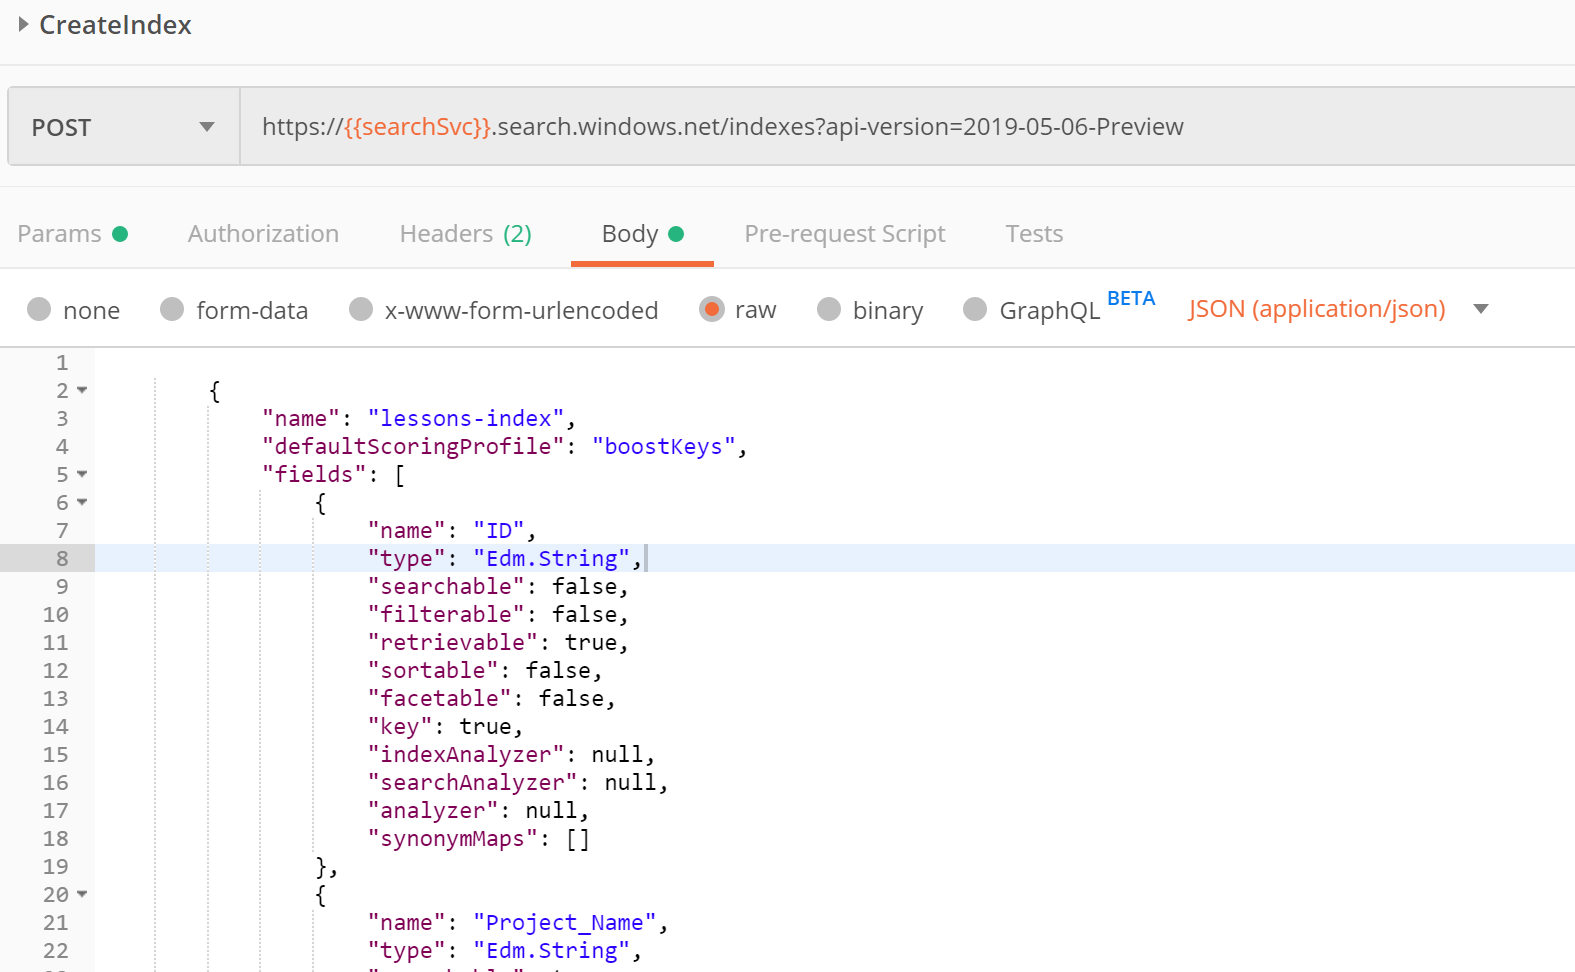 CreateIndex
POST https://{{searchSvc}}.search.windows.net/indexes?api-version=2019-05-06-Preview
Params Authorization Headers (2) Body Pre-request Script Tests
none form-data x-www-form-urlencoded raw binary GraphQL BETA JSON (application/json)
1
2 {
3 "name": "lessons-index",
4 "defaultScoringProfile": "boostKeys",
5 "fields": [
6 {
7 "name": "ID",
8 "type": "Edm.String",
9 "searchable": false,
10 "filterable": false,
11 "retrievable": true,
12 "sortable": false,
13 "facetable": false,
14 "key": true,
15 "indexAnalyzer": null,
16 "searchAnalyzer": null,
17 "analyzer": null,
18 "synonymMaps": []
19 },
20 {
21 "name": "Project_Name",
22 "type": "Edm.String",